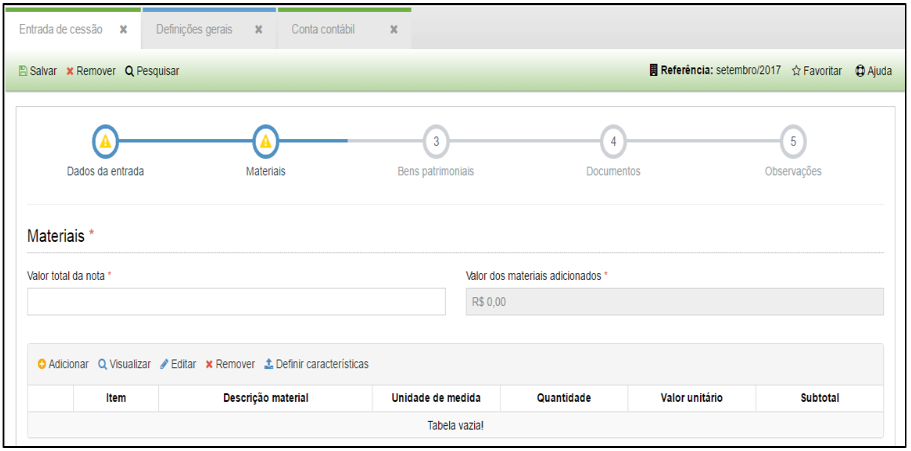 Entrada de cessão ✖ Definições gerais ✖ Conta contábil ✖
Salvar ✖ Remover Pesquisar Referência: setembro/2017 ☆ Favoritar Ajuda
3 4 5
Dados da entrada Materiais Bens patrimoniais Documentos Observações
Materiais *
Valor total da nota * Valor dos materiais adicionados *
R$ 0,00
Adicionar Visualizar Editar ✖ Remover Definir características
Item Descrição material Unidade de medida Quantidade Valor unitário Subtotal
Tabela vazia!